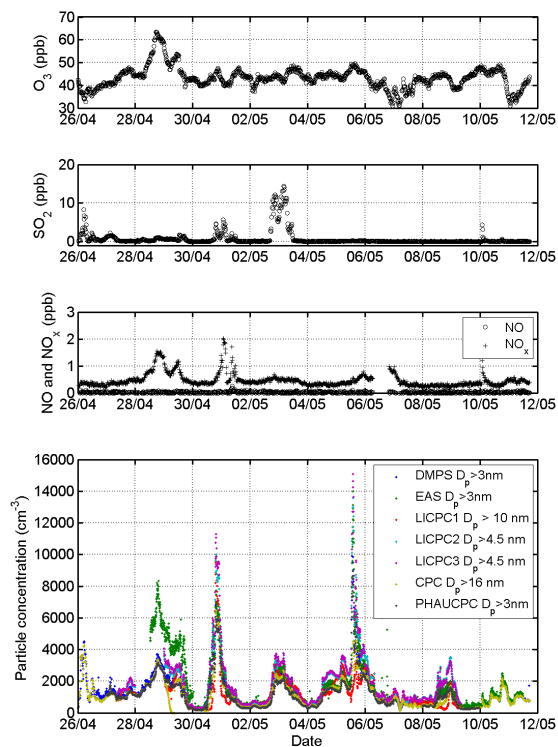 70
60
50
40
30
O3 (ppb)
26/04 28/04 30/04 02/05 04/05 06/05 08/05 10/05 12/05
20
10
0
SO2 (ppb)
26/04 28/04 30/04 02/05 04/05 06/05 08/05 10/05 12/05
3
2
1
0
NO and NOx (ppb)
NO
NOx
26/04 28/04 30/04 02/05 04/05 06/05 08/05 10/05 12/05
16000
14000
12000
10000
8000
6000
4000
2000
0
Particle concentration (cm-3)
DMPS Dp>3nm
EAS Dp>3nm
LICPC1 Dp > 10 nm
LICPC2 Dp>4.5 nm
LICPC3 Dp>4.5 nm
CPC Dp>16 nm
PHAUCPC Dp>3nm
26/04 28/04 30/04 02/05 04/05 06/05 08/05 10/05 12/05
Date